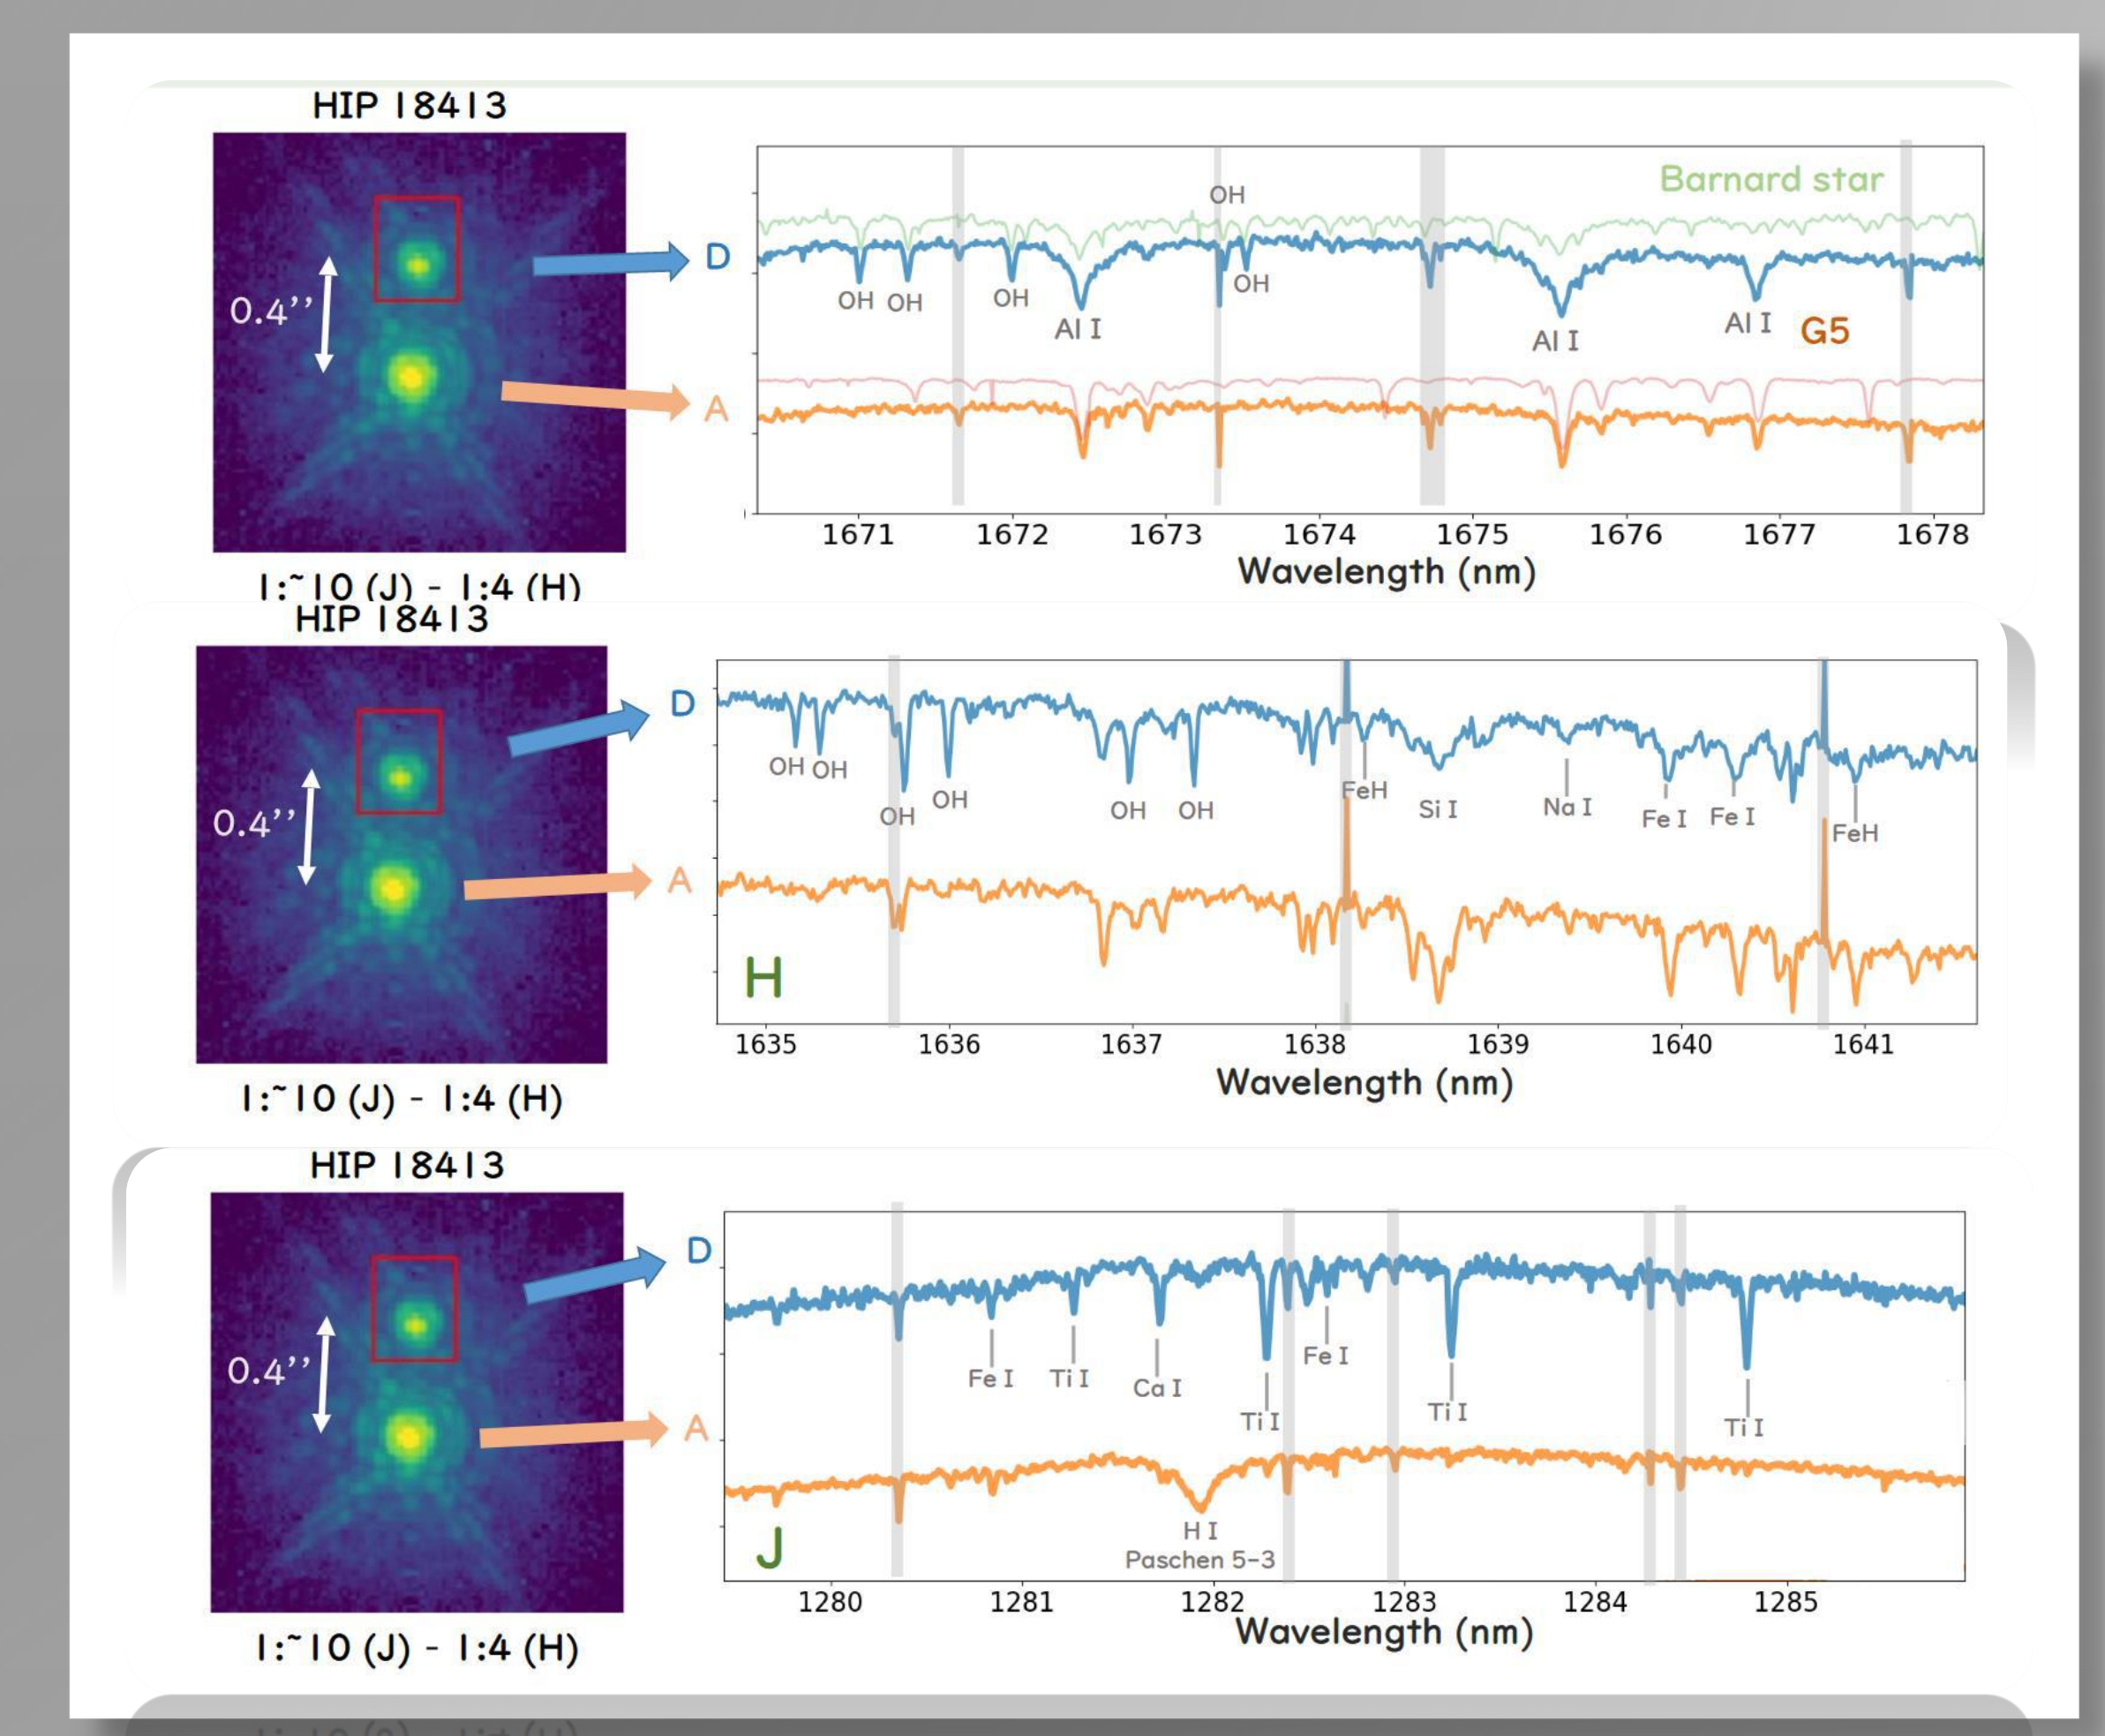 HIP 18413
0.4’’
1:~10 (J) - 1:4 (H)
D
A
Barnard star
OH
OH OH OH Al I OH Al I Al I G5
1671 1672 1673 1674 1675 1676 1677 1678
Wavelength (nm)
HIP 18413
0.4’’
1:~10 (J) - 1:4 (H)
D
A
OH OH OH OH OH OH FeH Si I Na I Fe I Fe I FeH
H
1635 1636 1637 1638 1639 1640 1641
Wavelength (nm)
HIP 18413
0.4’’
1:~10 (J) - 1:4 (H)
D
A
Fe I Ti I Ca I Ti I Fe I Ti I Ti I
H I
Paschen 5-3
J
1280 1281 1282 1283 1284 1285
Wavelength (nm)